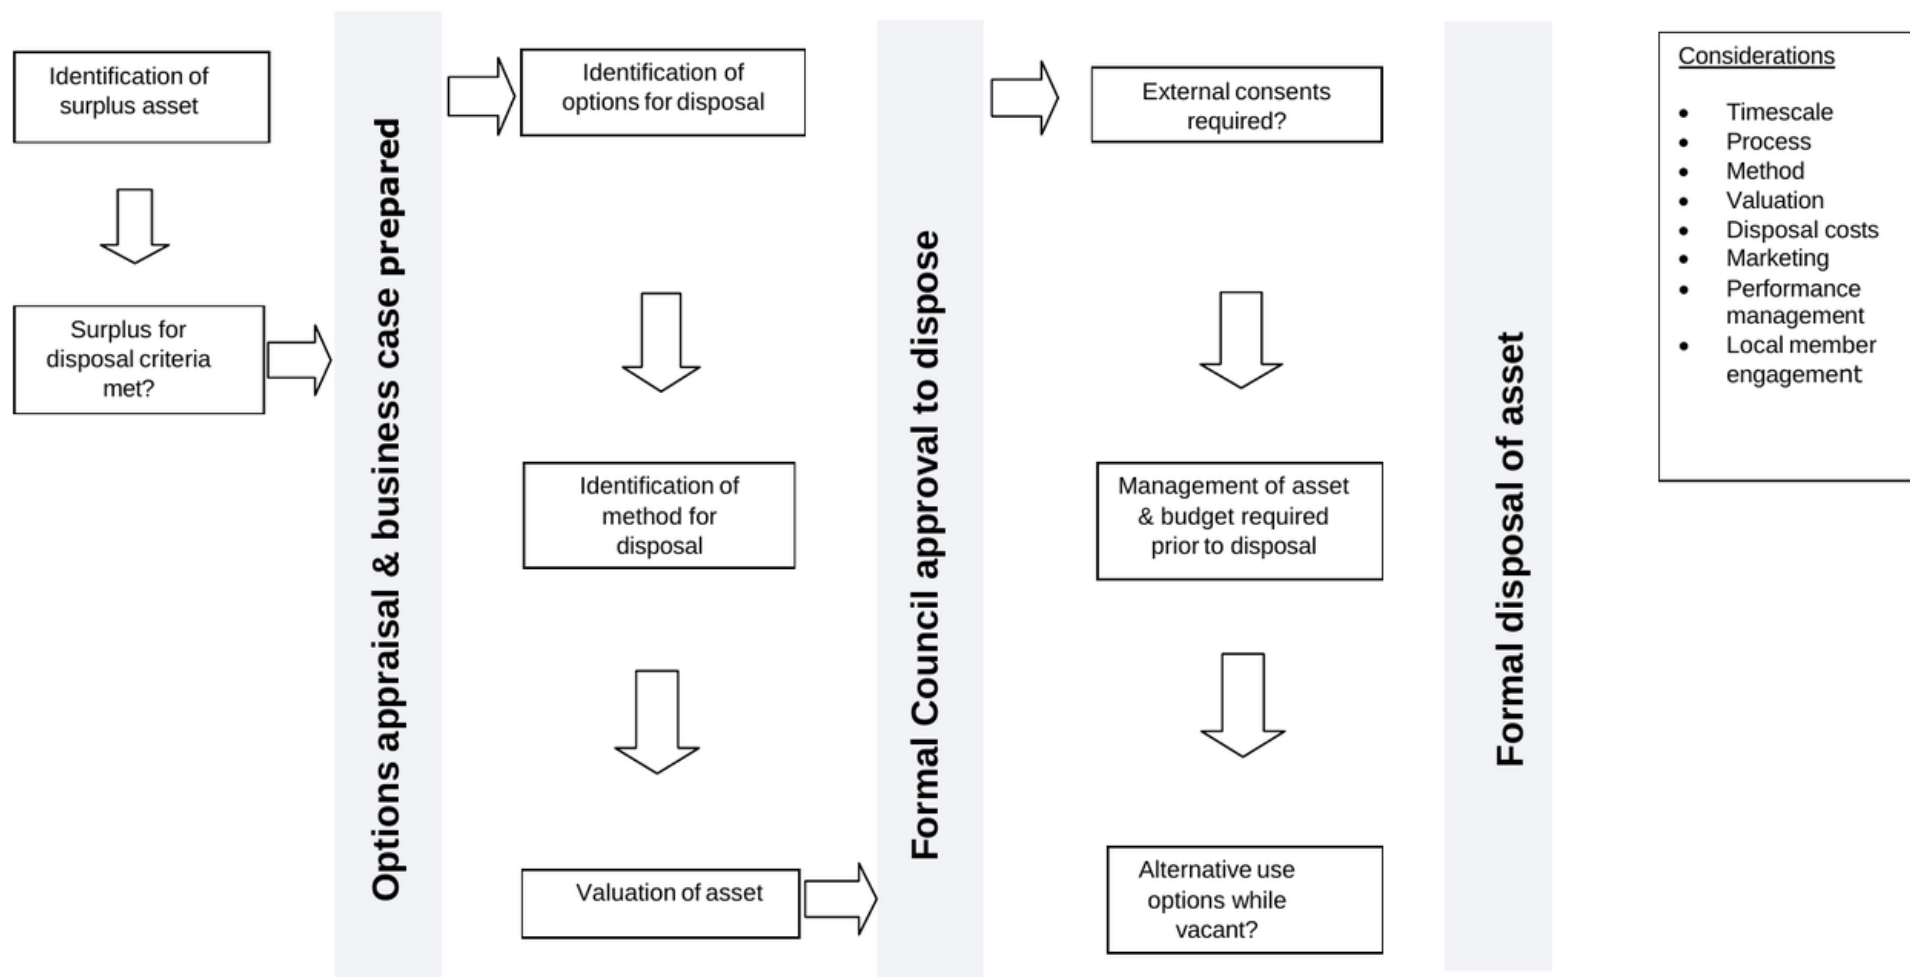 Identification of
surplus asset
Surplus for
disposal criteria
met?
Options appraisal & business case prepared
Identification of
options for disposal
Identification of
method for
disposal
Valuation of asset
Formal Council approval to dispose
External consents
required?
Management of asset
& budget required
prior to disposal
Alternative use
options while
vacant?
Formal disposal of asset
Considerations
• Timescale
• Process
• Method
• Valuation
• Disposal costs
• Marketing
• Performance
management
• Local member
engagement